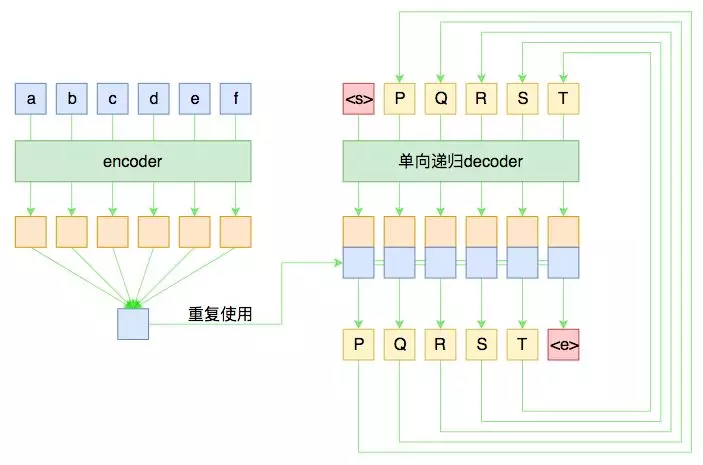 a b c d e f
<s> P Q R S T
encoder
单向递归decoder
重复使用
P Q R S T <e>